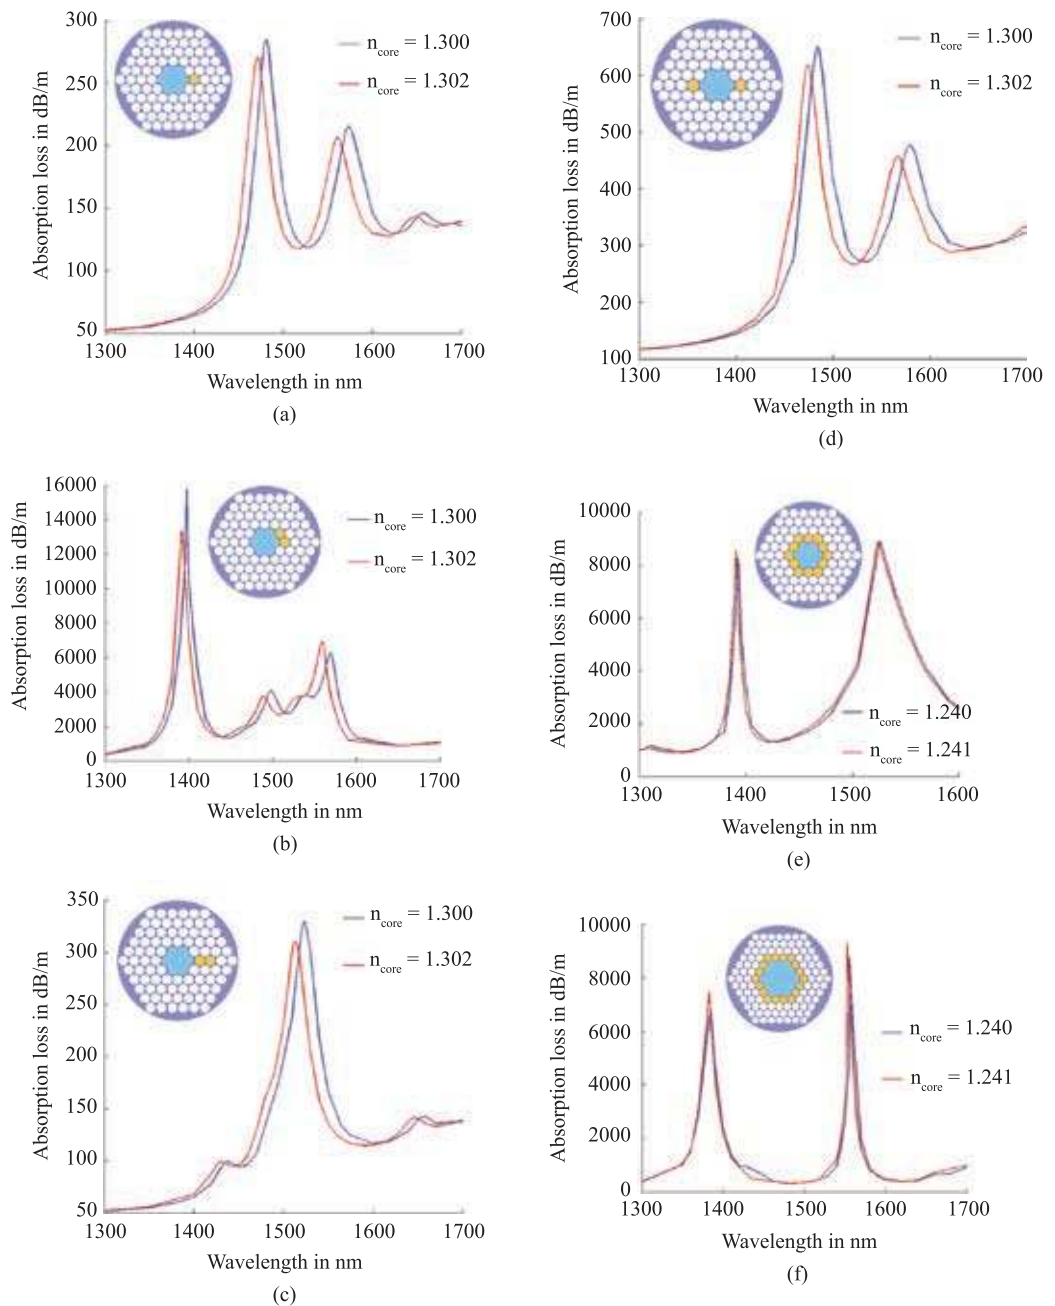 300
250
200
150
100
50
1300 1400 1500 1600 1700
Absorption loss in dB/m
Wavelength in nm
n_core = 1.300
n_core = 1.302
(a)
700
600
500
400
300
200
100
1300 1400 1500 1600 1700
Absorption loss in dB/m
Wavelength in nm
n_core = 1.300
n_core = 1.302
(d)
16000
14000
12000
10000
8000
6000
4000
2000
0
1300 1400 1500 1600 1700
Absorption loss in dB/m
Wavelength in nm
n_core = 1.300
n_core = 1.302
(b)
10000
8000
6000
4000
2000
0
1300 1400 1500 1600
Absorption loss in dB/m
Wavelength in nm
n_core = 1.240
n_core = 1.241
(e)
350
300
250
350
150
100
50
1300 1400 1500 1600 1700
Absorption loss in dB/m
Wavelength in nm
n_core = 1.300
n_core = 1.302
(c)
10000
8000
6000
4000
2000
0
1300 1400 1500 1600 1700
Absorption loss in dB/m
Wavelength in nm
n_core = 1.240
n_core = 1.241
(f)